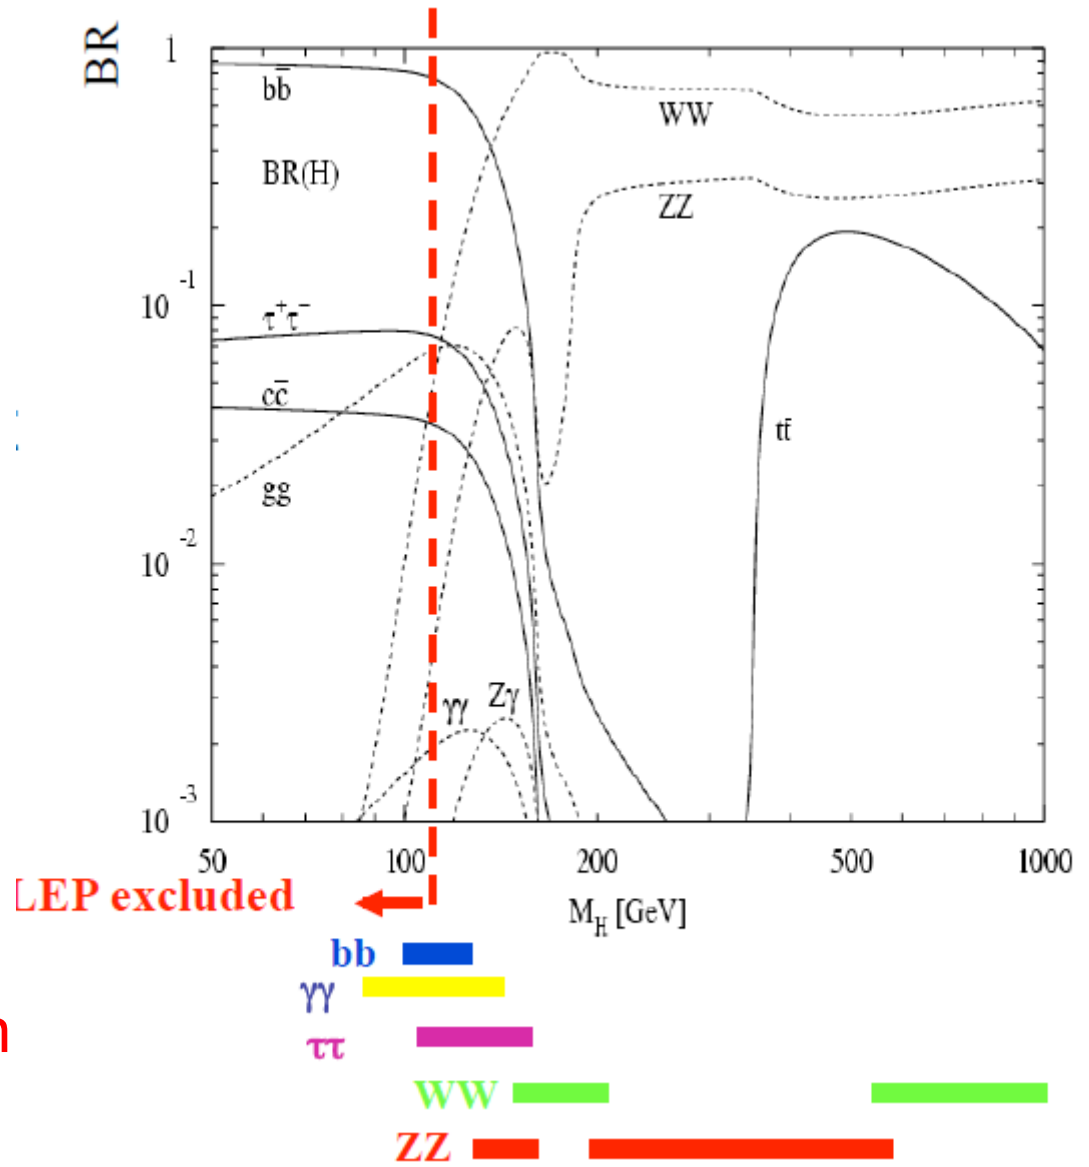 BR
1
bb̄
WW
BR(H)
ZZ
10 -1
τ+τ-
cc̄
tt̄
gg
10 -2
Zγ
γγ
10 -3
50 100 200 500 1000
LEP excluded
M_H [GeV]
bb
γγ
n
ττ
WW
ZZ